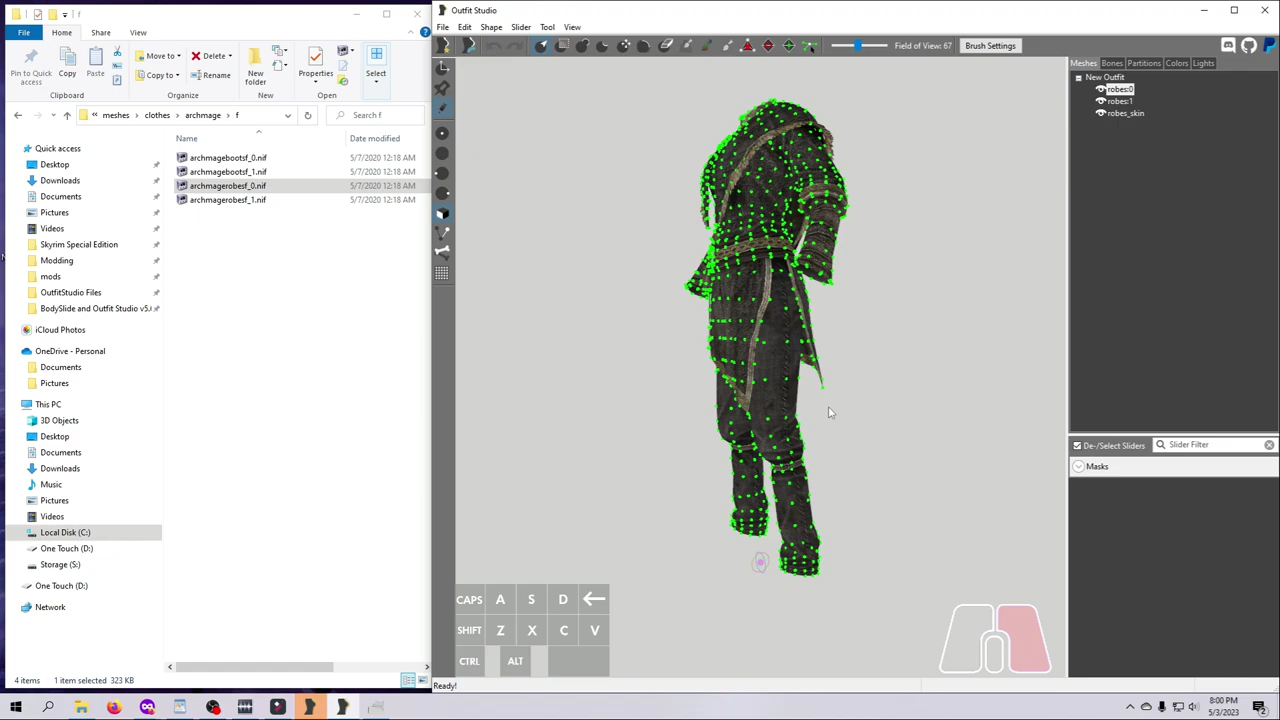 f
File
Home
Share
View
Pin to Quick access
Copy
Paste
Clipboard
Move to
Copy to
Delete
Rename
Organize
New folder
New
Properties
Open
Select
meshes > clothes > archmage > f
Search f
Name
Date modified
archmagebootsf_0.nif 5/7/2020 12:18 AM
archmagebootsf_1.nif 5/7/2020 12:18 AM
archmagerobesf_0.nif 5/7/2020 12:18 AM
archmagerobesf_1.nif 5/7/2020 12:18 AM
Quick access
Desktop
Downloads
Documents
Pictures
Videos
Skyrim Special Edition
Modding
mods
OutfitStudio Files
BodySlide and Outfit Studio v5.
iCloud Photos
OneDrive - Personal
Documents
Pictures
This PC
3D Objects
Desktop
Documents
Downloads
Music
Pictures
Videos
Local Disk (C:)
One Touch (D:)
Storage (S:)
One Touch (D:)
Network
4 items 1 item selected 323 KB
Outfit Studio
File Edit Shape Slider Tool View
Field of View: 67
Brush Settings
Meshes Bones Partitions Colors Lights
New Outfit
robes:0
robes:1
robes_skin
De-/Select Sliders
Slider Filter
Masks
CAPS A S D ←
SHIFT Z X C V
CTRL ALT
Ready!
8:00 PM
5/3/2023
2